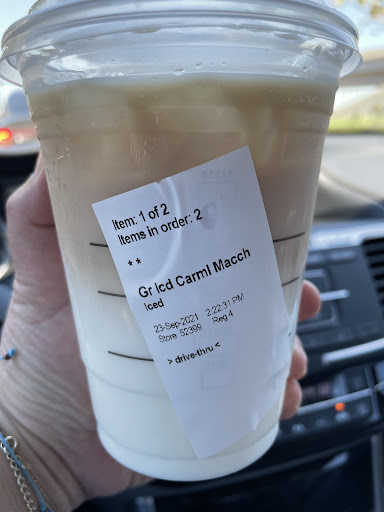 Item: 1 of 2
Items in order: 2
**
Gr Icd Carml Macch
Iced
23-Sep-2021 2:22:31 PM
Store 52399 Reg 4
> drive-thru <